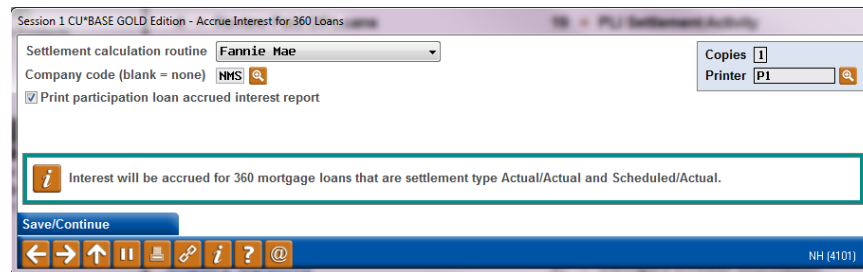 Session 1 CU*BASE GOLD Edition - Accrue Interest for 360 Loans
Settlement calculation routine Fannie Mae
Copies 1
Company code (blank = none) NMS
Printer P1
Print participation loan accrued interest report
i Interest will be accrued for 360 mortgage loans that are settlement type Actual/Actual and Scheduled/Actual.
Save/Continue
i ? @
NH (4101)